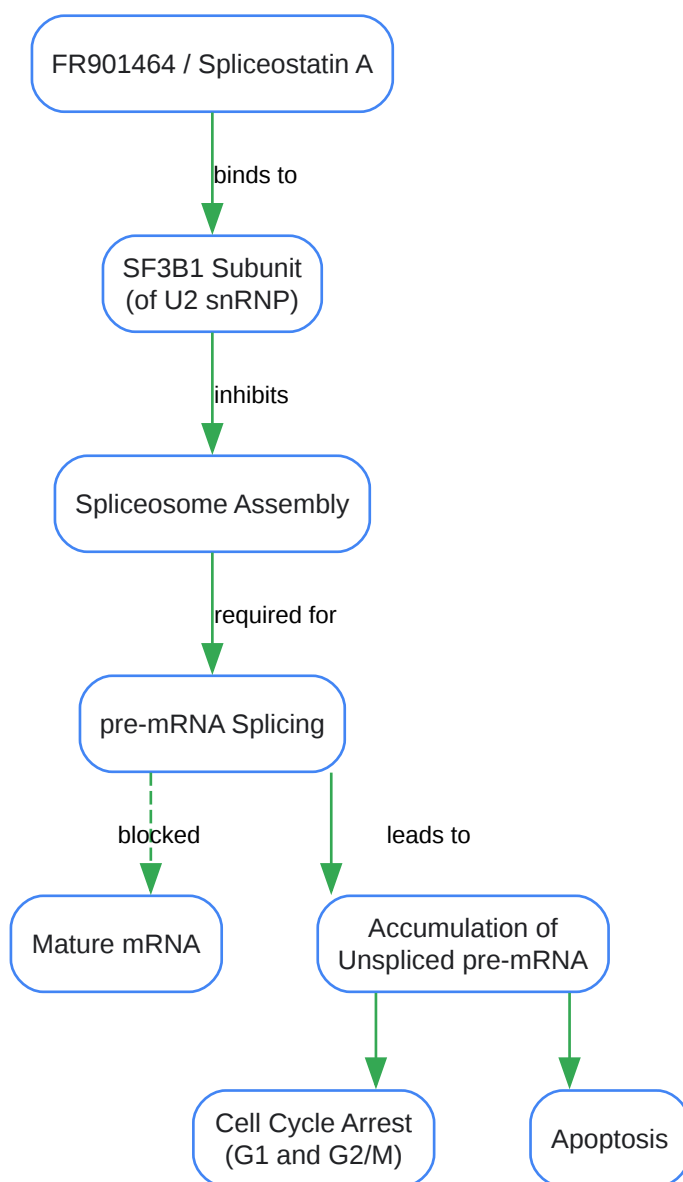 FR901464 / Spliceostatin A
binds to
SF3B1 Subunit
(of U2 snRNP)
inhibits
Spliceosome Assembly
required for
pre-mRNA Splicing
blocked
leads to
Mature mRNA
Accumulation of
Unspliced pre-mRNA
Cell Cycle Arrest
(G1 and G2/M)
Apoptosis